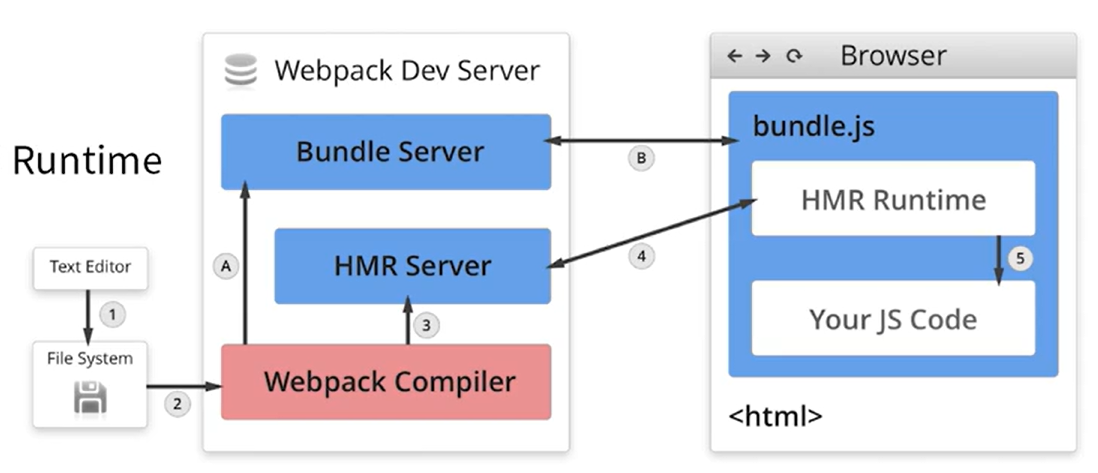 Runtime
Text Editor
1
File System
2
Webpack Dev Server
Bundle Server
A
HMR Server
3
Webpack Compiler
B
4
Browser
bundle.js
HMR Runtime
5
Your JS Code
<html>